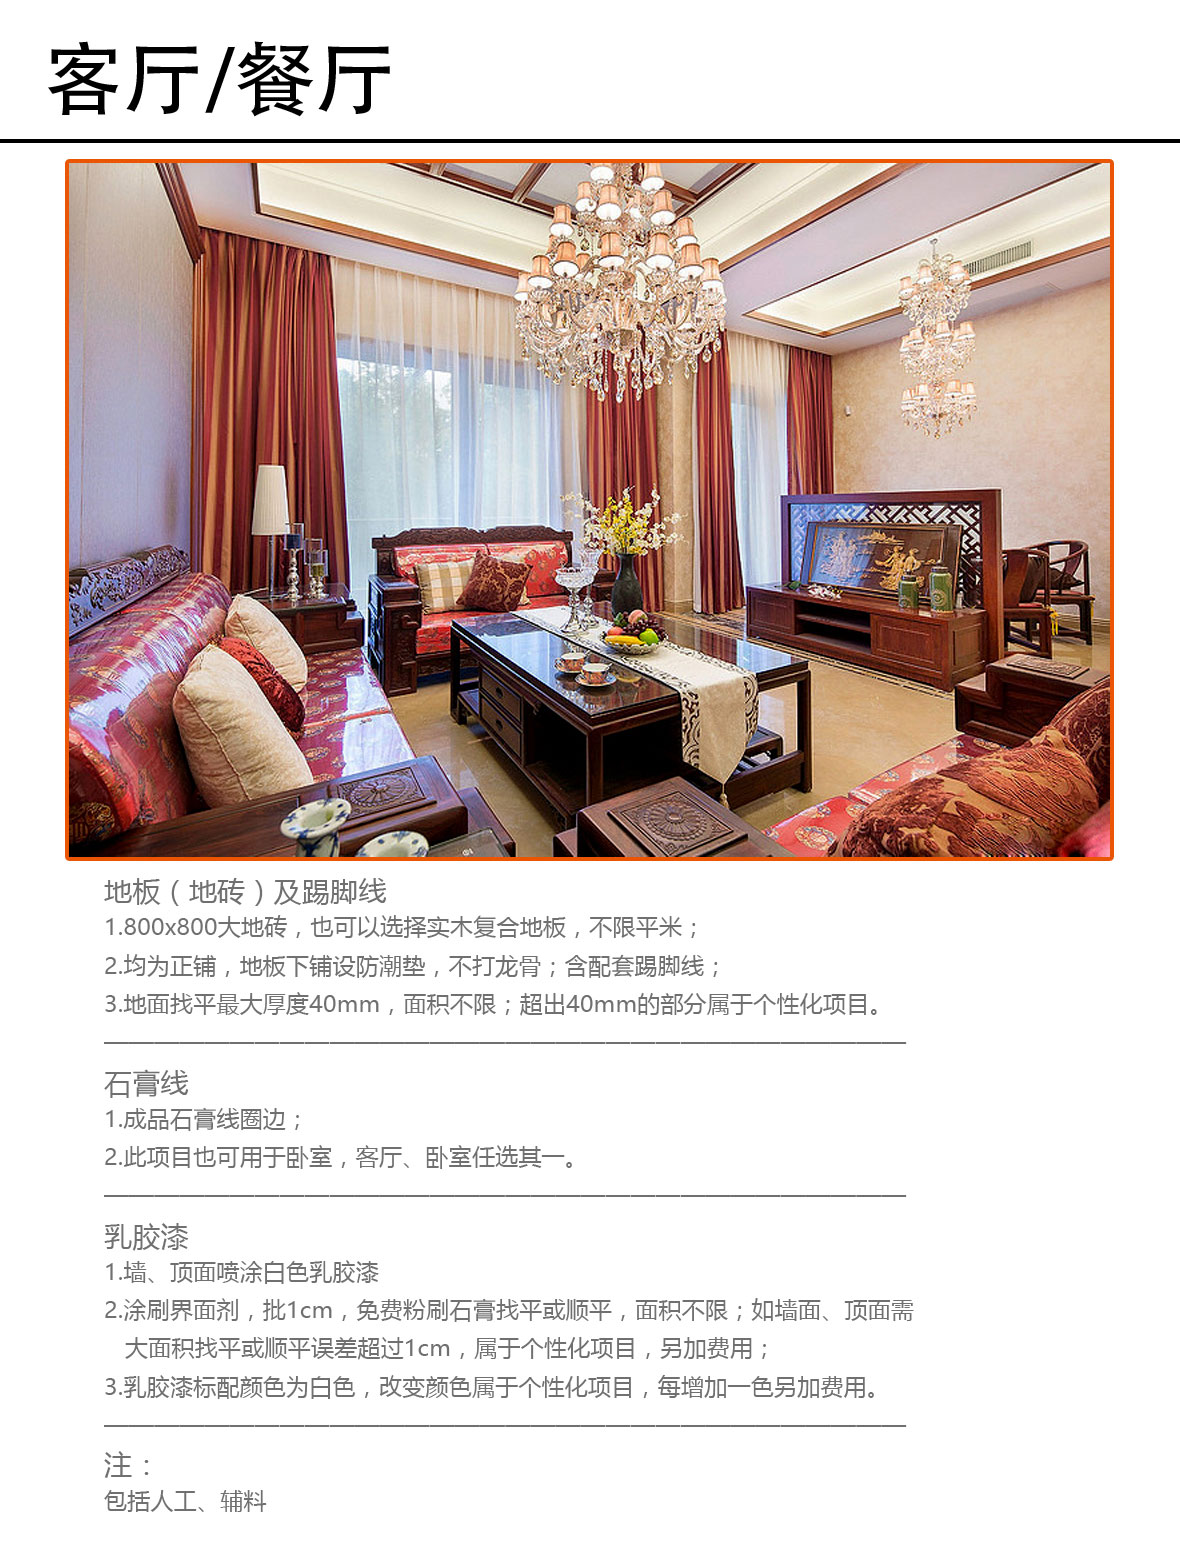 客厅/餐厅
地板（地砖）及踢脚线
1.800x800大地砖，也可以选择实木复合地板，不限平米；
2.均为正铺，地板下铺设防潮垫，不打龙骨；含配套踢脚线；
3.地面找平最大厚度40mm，面积不限；超出40mm的部分属于个性化项目。
石膏线
1.成品石膏线圈边；
2.此项目也可用于卧室，客厅、卧室任选其一。
乳胶漆
1.墙、顶面喷涂白色乳胶漆
2.涂刷界面剂，批1cm，免费粉刷石膏找平或顺平，面积不限；如墙面、顶面需
大面积找平或顺平误差超过1cm，属于个性化项目，另加费用；
3.乳胶漆标配颜色为白色，改变颜色属于个性化项目，每增加一色另加费用。
注：
包括人工、辅料